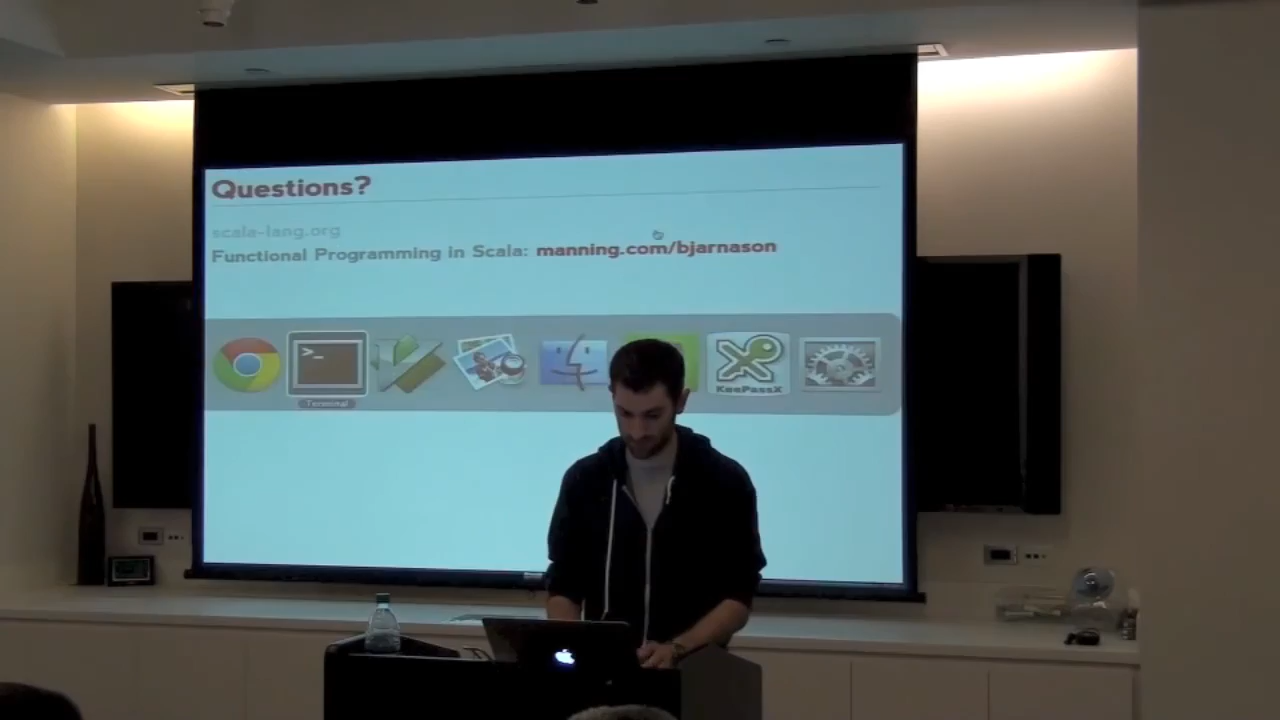 Questions?
scala-lang.org
Functional Programming in Scala: manning.com/bjarnason
>_
Terminal
KeePassX